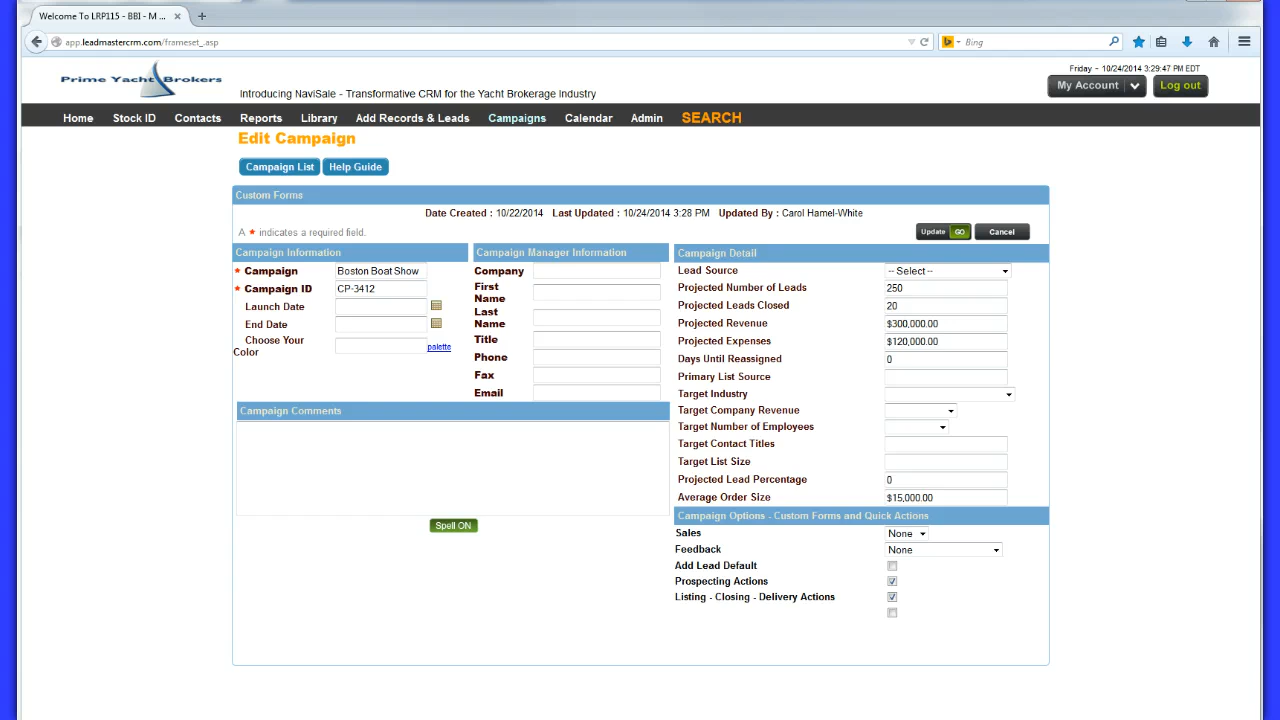 Welcome To LRP115 - BBI - M ...
app.leadmastercrm.com/frameset_.asp
Bing
Friday - 10/24/2014 3:29:47 PM EDT
Prime Yacht Brokers
Introducing NaviSale - Transformative CRM for the Yacht Brokerage Industry
My Account
Log out
Home Stock ID Contacts Reports Library Add Records & Leads Campaigns Calendar Admin SEARCH
Edit Campaign
Campaign List Help Guide
Custom Forms
Date Created : 10/22/2014 Last Updated : 10/24/2014 3:28 PM Updated By : Carol Hamel-White
A * indicates a required field.
Update GO Cancel
Campaign Information
* Campaign Boston Boat Show
* Campaign ID CP-3412
Launch Date
End Date
Choose Your Color palette
Campaign Manager Information
Company
First Name
Last Name
Title
Phone
Fax
Email
Campaign Comments
Spell ON
Campaign Detail
Lead Source -- Select --
Projected Number of Leads 250
Projected Leads Closed 20
Projected Revenue $300,000.00
Projected Expenses $120,000.00
Days Until Reassigned 0
Primary List Source
Target Industry
Target Company Revenue
Target Number of Employees
Target Contact Titles
Target List Size
Projected Lead Percentage 0
Average Order Size $15,000.00
Campaign Options - Custom Forms and Quick Actions
Sales None
Feedback None
Add Lead Default
Prospecting Actions
Listing - Closing - Delivery Actions